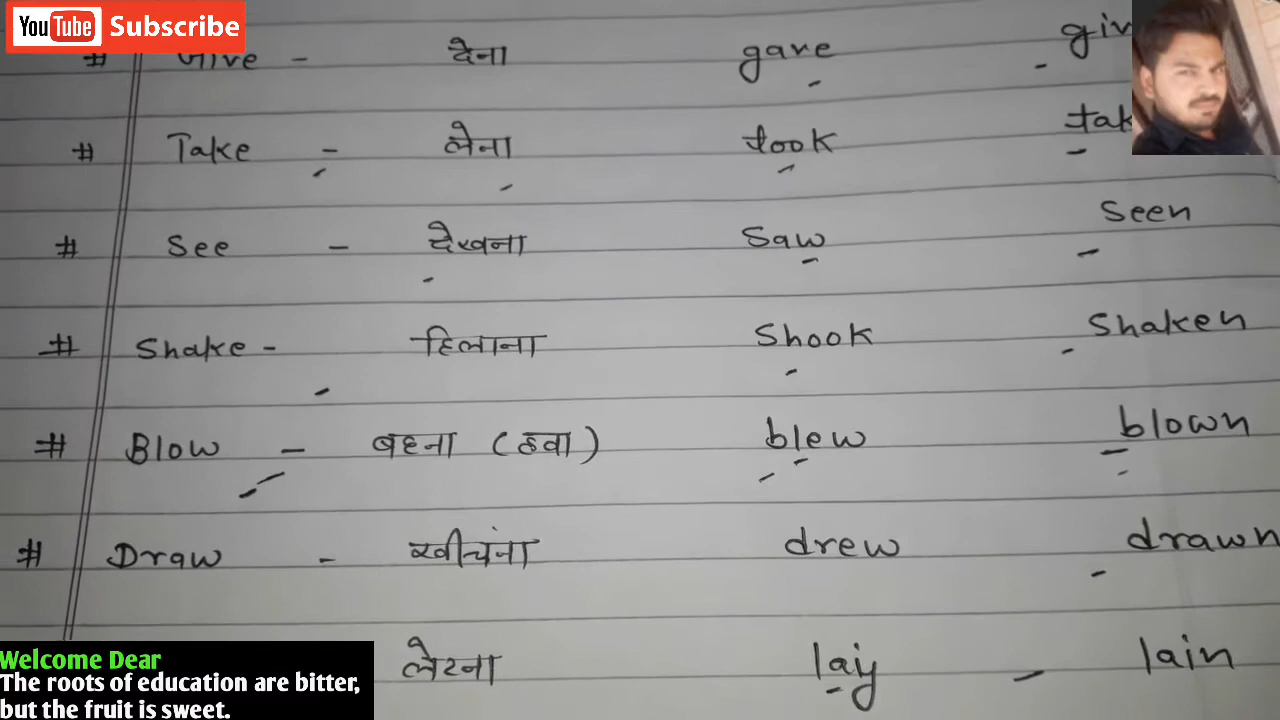 YouTube Subscribe
# देना gave
# Take - लेना took
# See - देखना saw seen
# Shake - हिलाना Shook Shaken
# Blow - बहना (हवा) blew blown
# Draw - खीचंना drew drawn
लेटना lay - lain
Welcome Dear
The roots of education are bitter,
but the fruit is sweet.